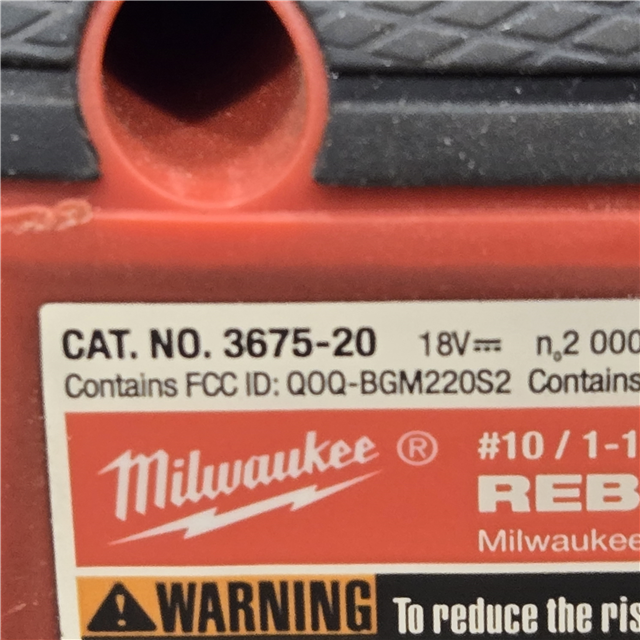 CAT. NO. 3675-20 18V⎓ n₀2 000
Contains FCC ID: QOQ-BGM220S2 Contains
Milwaukee ® #10 / 1-1
REB
Milwaukee
WARNING To reduce the ris